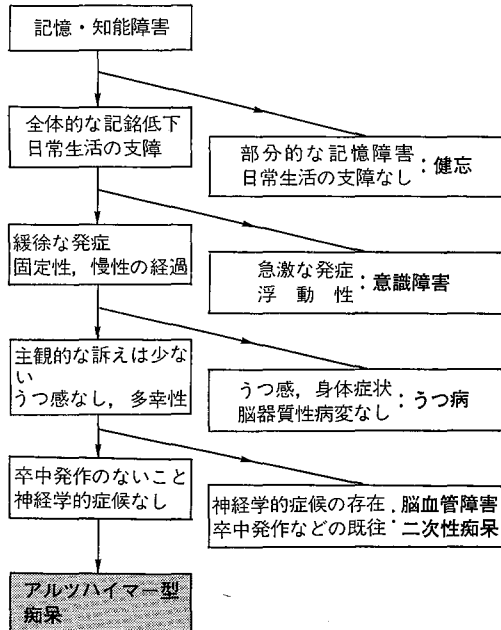 記憶・知能障害
全体的な記銘低下
日常生活の支障
部分的な記憶障害
日常生活の支障なし
：健忘
緩徐な発症
固定性，慢性の経過
急激な発症
浮動性
：意識障害
主観的な訴えは少な
い
うつ感なし，多幸性
うつ感，身体症状
脳器質性病変なし
：うつ病
卒中発作のないこと
神経学的症候なし
神経学的症候の存在：脳血管障害
卒中発作などの既往　二次性痴呆
アルツハイマー型
痴呆